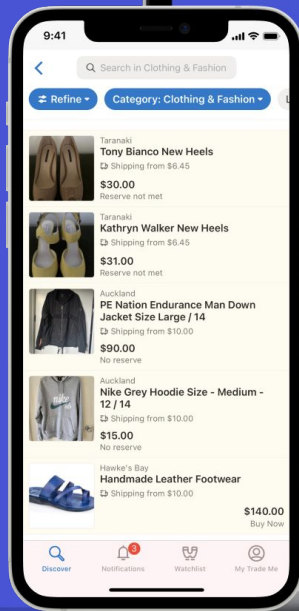 9:41
Search in Clothing & Fashion
Refine
Category: Clothing & Fashion
Taranaki
Tony Bianco New Heels
Shipping from $6.45
$30.00
Reserve not met
Taranaki
Kathryn Walker New Heels
Shipping from $6.45
$31.00
Reserve not met
Auckland
PE Nation Endurance Man Down
Jacket Size Large / 14
Shipping from $10.00
$90.00
No reserve
Auckland
Nike Grey Hoodie Size - Medium -
12 / 14
Shipping from $10.00
$15.00
No reserve
Nike
Hawke's Bay
Handmade Leather Footwear
Shipping from $10.00
$140.00
Buy Now
3
Discover
Notifications
Watchlist
My Trade Me